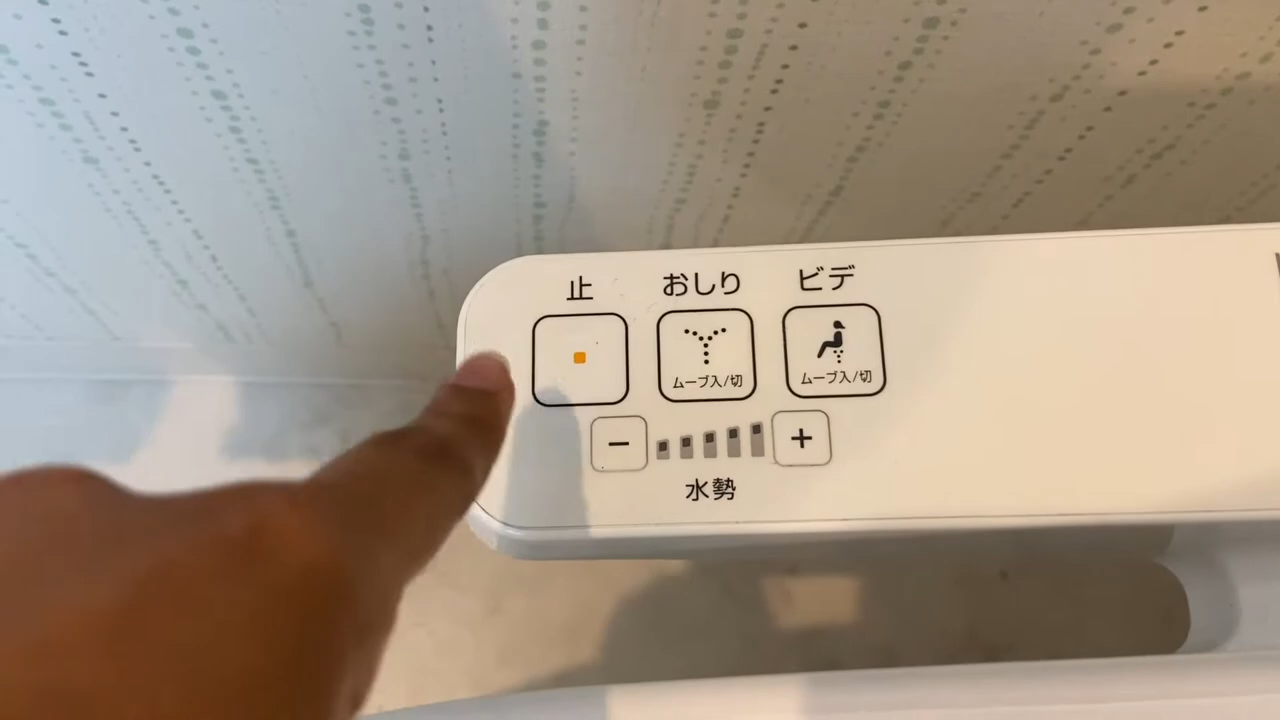 止 おしり ビデ
ムーブ入/切 ムーブ入/切
− +
水勢